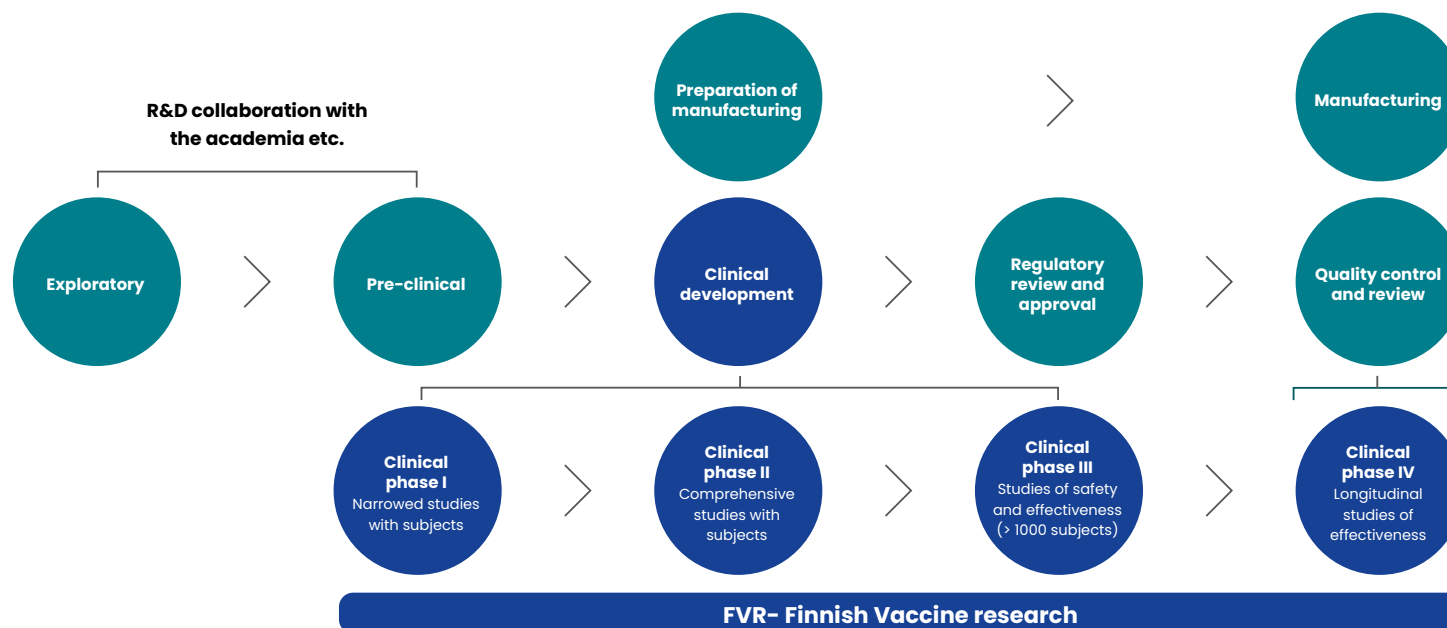 R&D collaboration with
the academia etc.
Preparation of
manufacturing
Manufacturing
Exploratory
Pre-clinical
Clinical
development
Regulatory
review and
approval
Quality control
and review
Clinical
phase I
Narrowed studies
with subjects
Clinical
phase II
Comprehensive
studies with
subjects
Clinical
phase III
Studies of safety
and effectiveness
(> 1000 subjects)
Clinical
phase IV
Longitudinal
studies of
effectiveness
FVR- Finnish Vaccine research